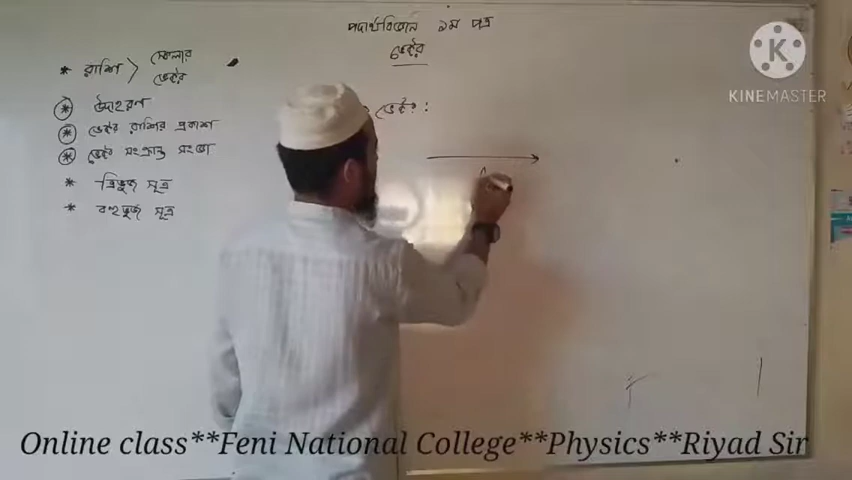 পদার্থবিজ্ঞান ১ম পত্র
ভেক্টর
* রাশি > স্কেলার
ভেক্টর
* উদাহরণ
* ভেক্টর রাশির প্রকাশ
* ভেক্টর সংক্রান্ত সংজ্ঞা
* ত্রিভুজ সূত্র
* বহুভুজ সূত্র
ভেক্টর :
A
KINEMASTER
Online class**Feni National College**Physics**Riyad Sir